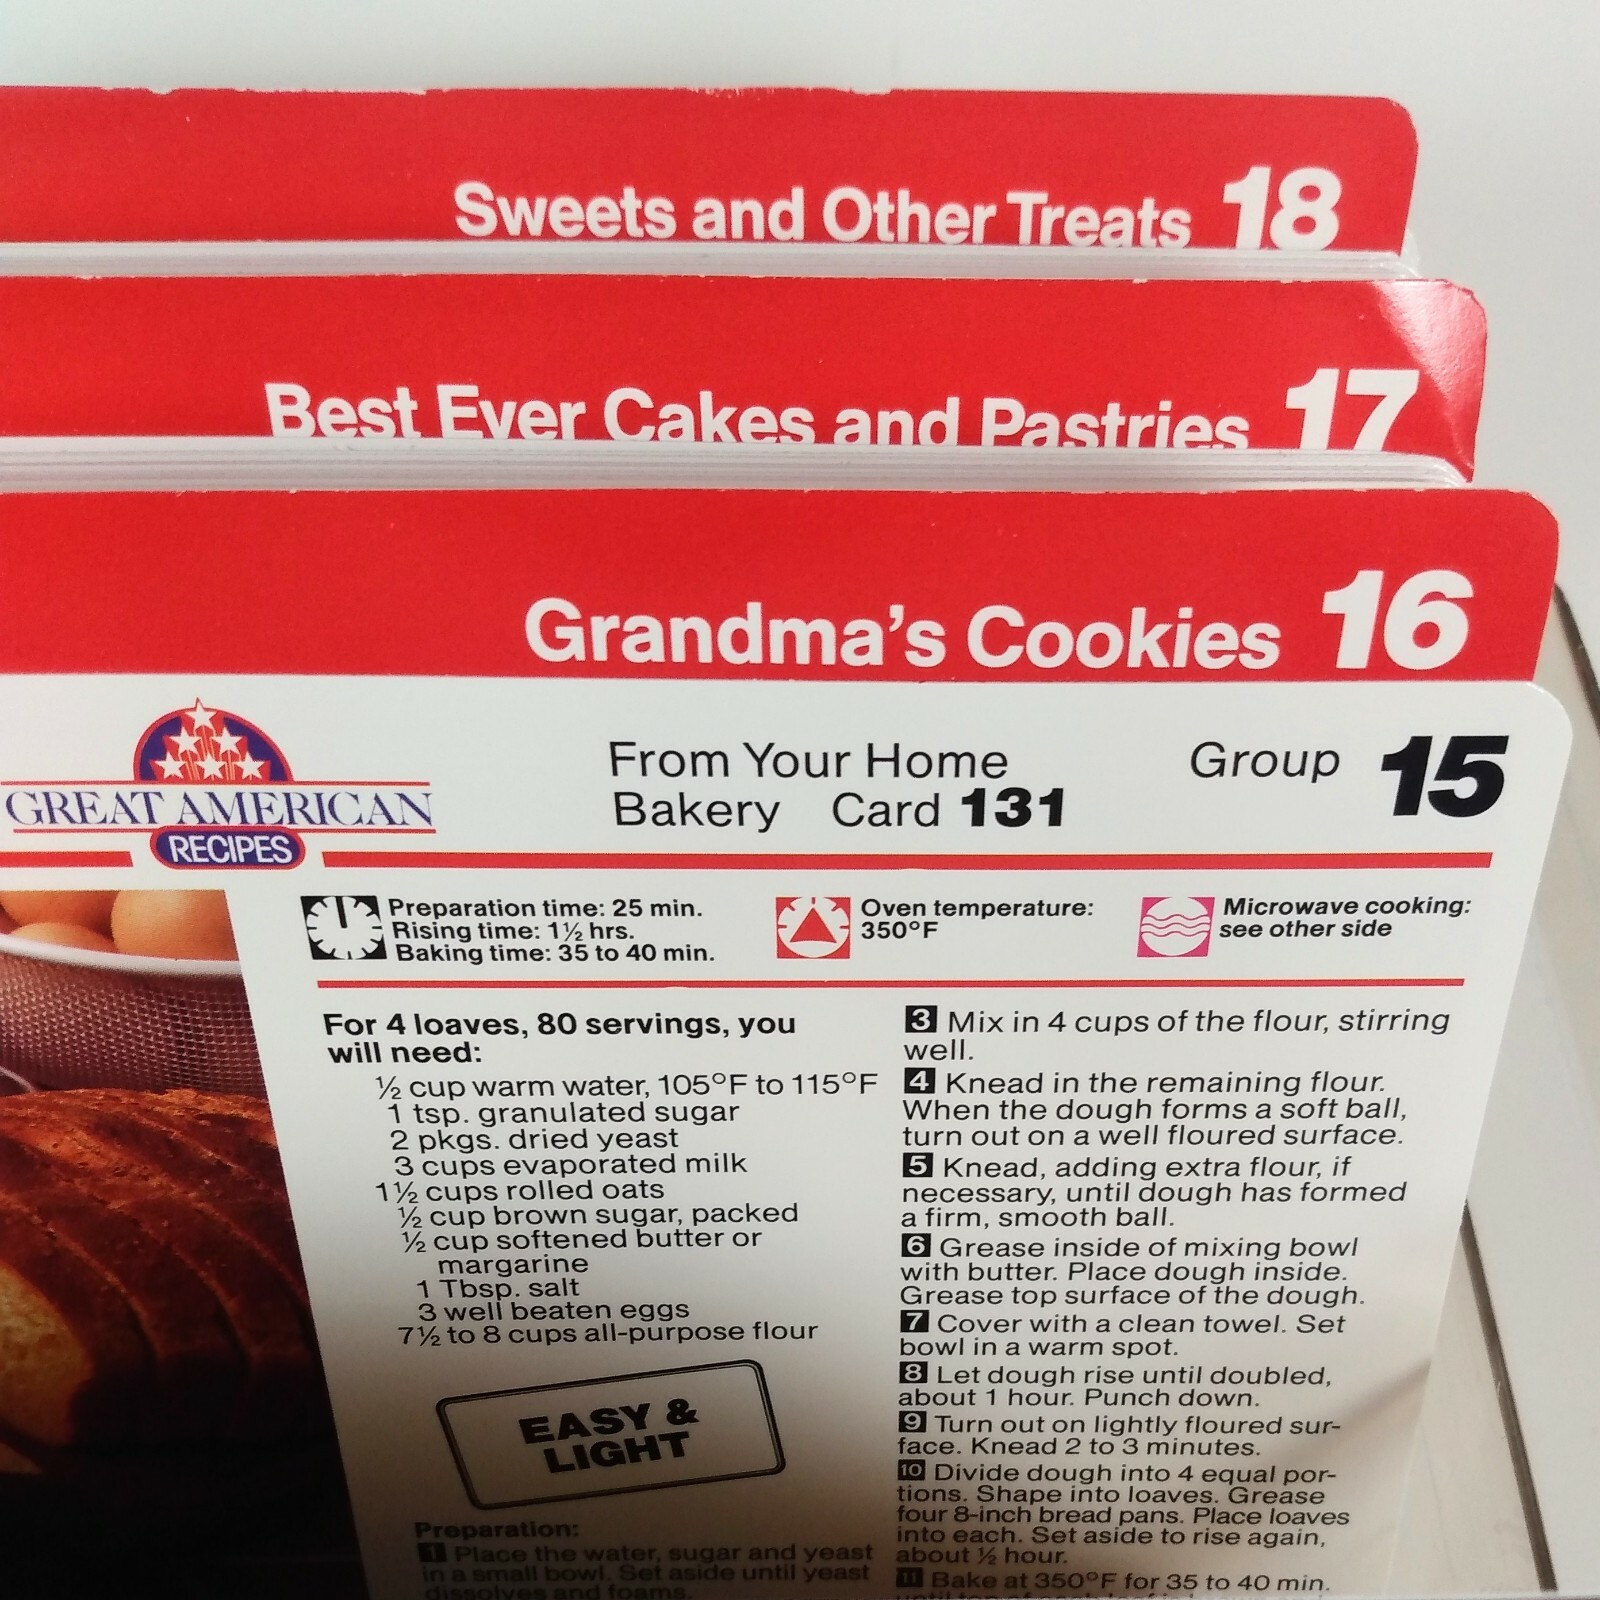 Sweets and Other Treats 18
Best Ever Cakes and Pastries 17
Grandma's Cookies 16
GREAT AMERICAN
RECIPES
From Your Home
Bakery Card 131
Group 15
Preparation time: 25 min.
Rising time: 1½ hrs.
Baking time: 35 to 40 min.
Oven temperature:
350°F
Microwave cooking:
see other side
For 4 loaves, 80 servings, you
will need:
½ cup warm water, 105°F to 115°F
1 tsp. granulated sugar
2 pkgs. dried yeast
3 cups evaporated milk
1½ cups rolled oats
½ cup brown sugar, packed
½ cup softened butter or
margarine
1 Tbsp. salt
3 well beaten eggs
7½ to 8 cups all-purpose flour
EASY &
LIGHT
Preparation:
1 Place the water, sugar and yeast
in a small bowl. Set aside until yeast
dissolves and foams.
3 Mix in 4 cups of the flour, stirring
well.
4 Knead in the remaining flour.
When the dough forms a soft ball,
turn out on a well floured surface.
5 Knead, adding extra flour, if
necessary, until dough has formed
a firm, smooth ball.
6 Grease inside of mixing bowl
with butter. Place dough inside.
Grease top surface of the dough.
7 Cover with a clean towel. Set
bowl in a warm spot.
8 Let dough rise until doubled,
about 1 hour. Punch down.
9 Turn out on lightly floured sur-
face. Knead 2 to 3 minutes.
10 Divide dough into 4 equal por-
tions. Shape into loaves. Grease
four 8-inch bread pans. Place loaves
into each. Set aside to rise again,
about ½ hour.
11 Bake at 350°F for 35 to 40 min.